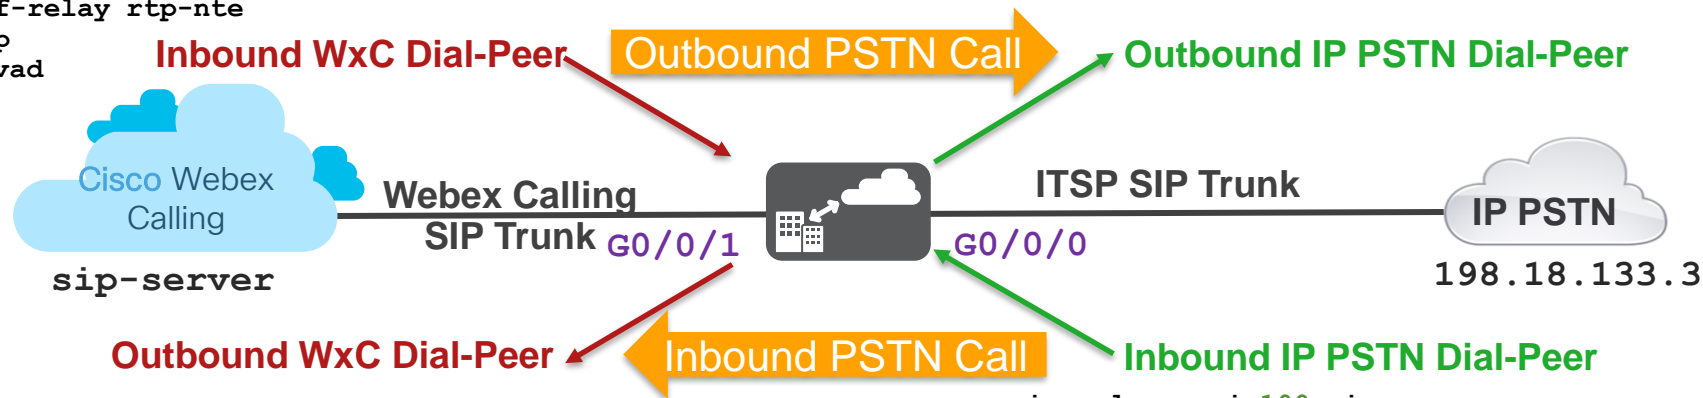 f-relay rtp-nte
p
vad
Inbound WxC Dial-Peer
Outbound PSTN Call
Outbound IP PSTN Dial-Peer
Cisco Webex
Calling
Webex Calling
SIP Trunk
G0/0/1
G0/0/0
ITSP SIP Trunk
IP PSTN
sip-server
198.18.133.3
Outbound WxC Dial-Peer
Inbound PSTN Call
Inbound IP PSTN Dial-Peer